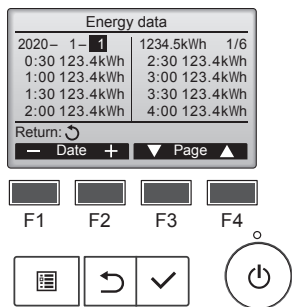 Energy data
2020– 1– 1 1234.5kWh 1/6
0:30 123.4kWh 2:30 123.4kWh
1:00 123.4kWh 3:00 123.4kWh
1:30 123.4kWh 3:30 123.4kWh
2:00 123.4kWh 4:00 123.4kWh
Return:
– Date + ▼ Page ▲
F1 F2 F3 F4